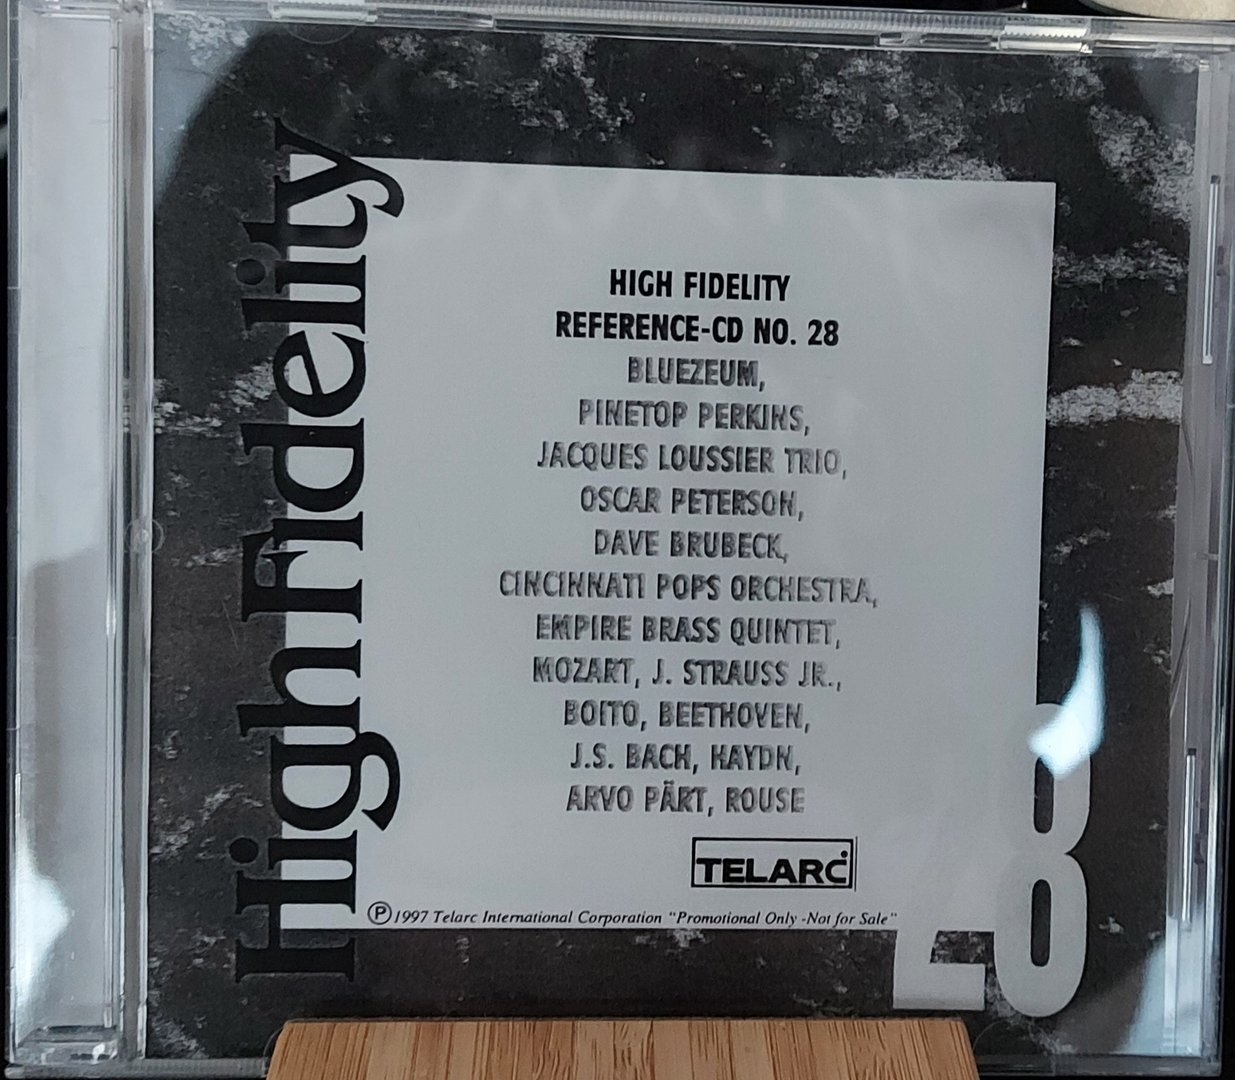 High Fidelity
HIGH FIDELITY
REFERENCE-CD NO. 28
BLUEZEUM,
PINETOP PERKINS,
JACQUES LOUSSIER TRIO,
OSCAR PETERSON,
DAVE BRUBECK,
CINCINNATI POPS ORCHESTRA,
EMPIRE BRASS QUINTET,
MOZART, J. STRAUSS JR.,
BOITO, BEETHOVEN,
J.S. BACH, HAYDN,
ARVO PÄRT, ROUSE
TELARC
Ⓟ1997 Telarc International Corporation "Promotional Only -Not for Sale"
28